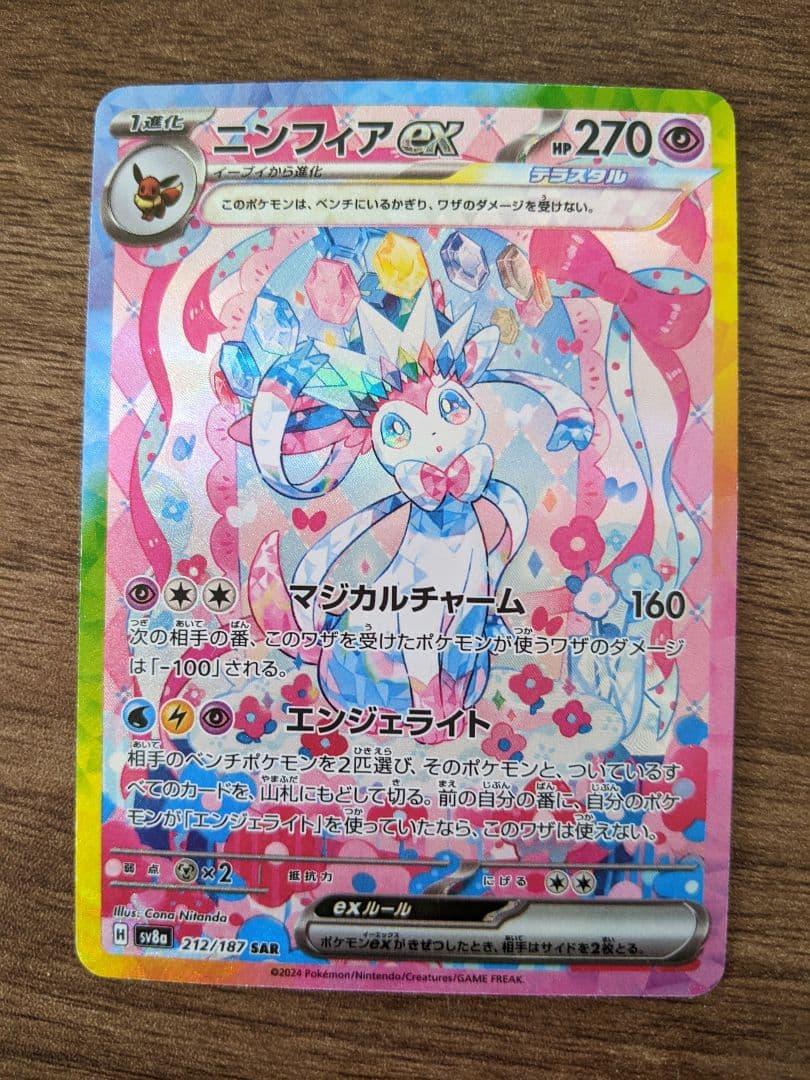 1進化 ニンフィアex HP270
イーブイから進化 テラスタル
このポケモンは、ベンチにいるかぎり、ワザのダメージを受けない。
マジカルチャーム 160
次の相手の番、このワザを受けたポケモンが使うワザのダメージ
は「-100」される。
エンジェライト
相手のベンチポケモンを2匹選び、そのポケモンと、ついているす
べてのカードを、山札にもどして切る。前の自分の番に、自分のポケ
モンが「エンジェライト」を使っていたなら、このワザは使えない。
弱点 ×2 抵抗力 にげる
Illus. Cona Nitanda
exルール
ポケモンexがきぜつしたとき、相手はサイドを2枚とる。
H sv8a 212/187 SAR
©2024 Pokémon/Nintendo/Creatures/GAME FREAK.